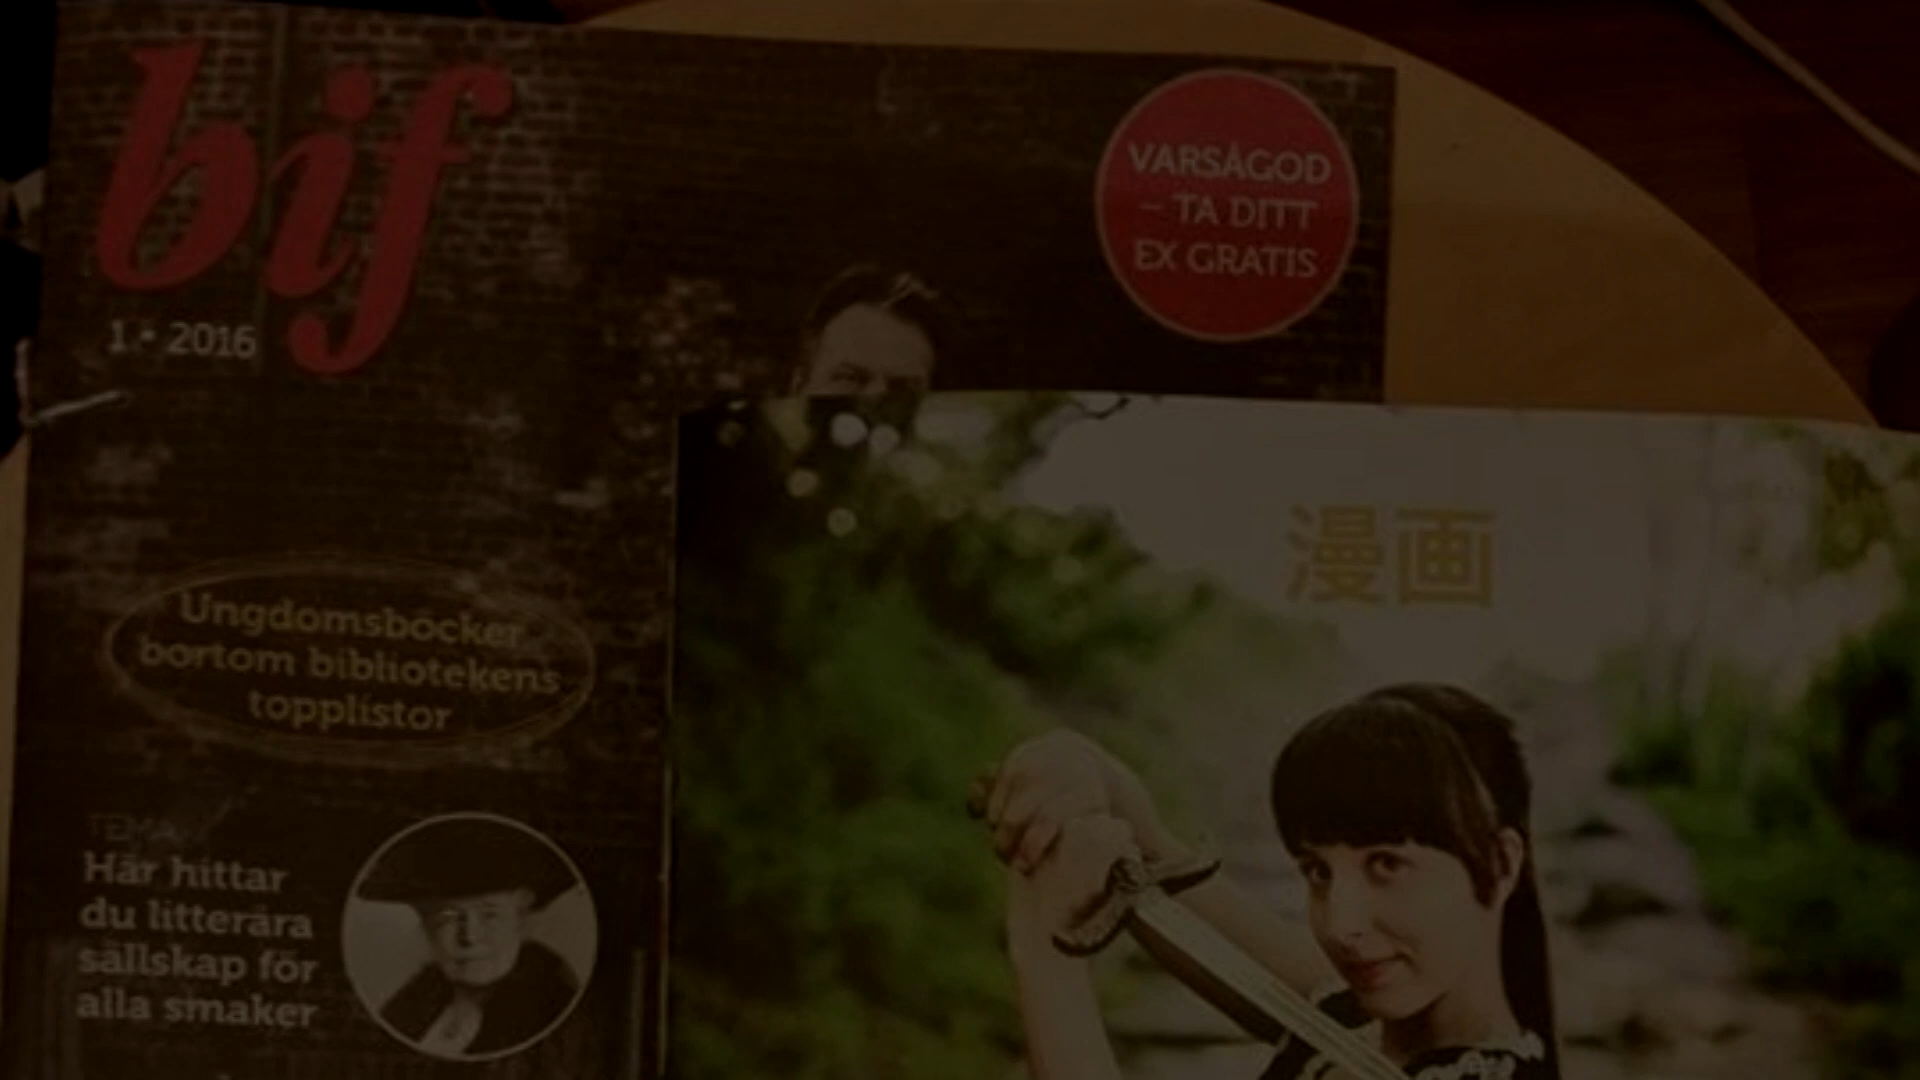 bif
1 • 2016
VARSÅGOD
– TA DITT
EX GRATIS
漫画
Ungdomsböcker
bortom bibliotekens
topplistor
TEMA
Här hittar
du litterära
sällskap för
alla smaker